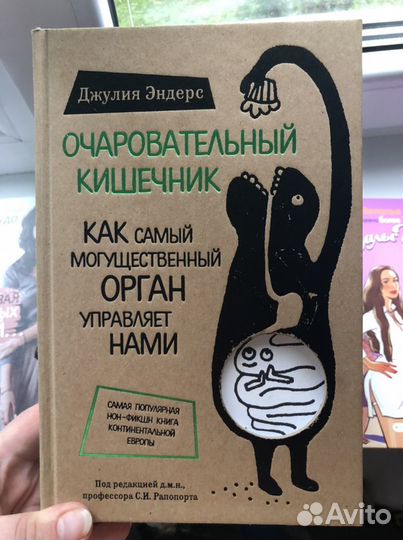 Джулия Эндерс
ОЧАРОВАТЕЛЬНЫЙ
КИШЕЧНИК
КАК САМЫЙ
МОГУЩЕСТВЕННЫЙ
ОРГАН
УПРАВЛЯЕТ
НАМИ
САМАЯ ПОПУЛЯРНАЯ
НОН-ФИКШН КНИГА
КОНТИНЕНТАЛЬНОЙ
ЕВРОПЫ
Под редакцией д.м.н.,
профессора С.И. Рапопорта
Avito